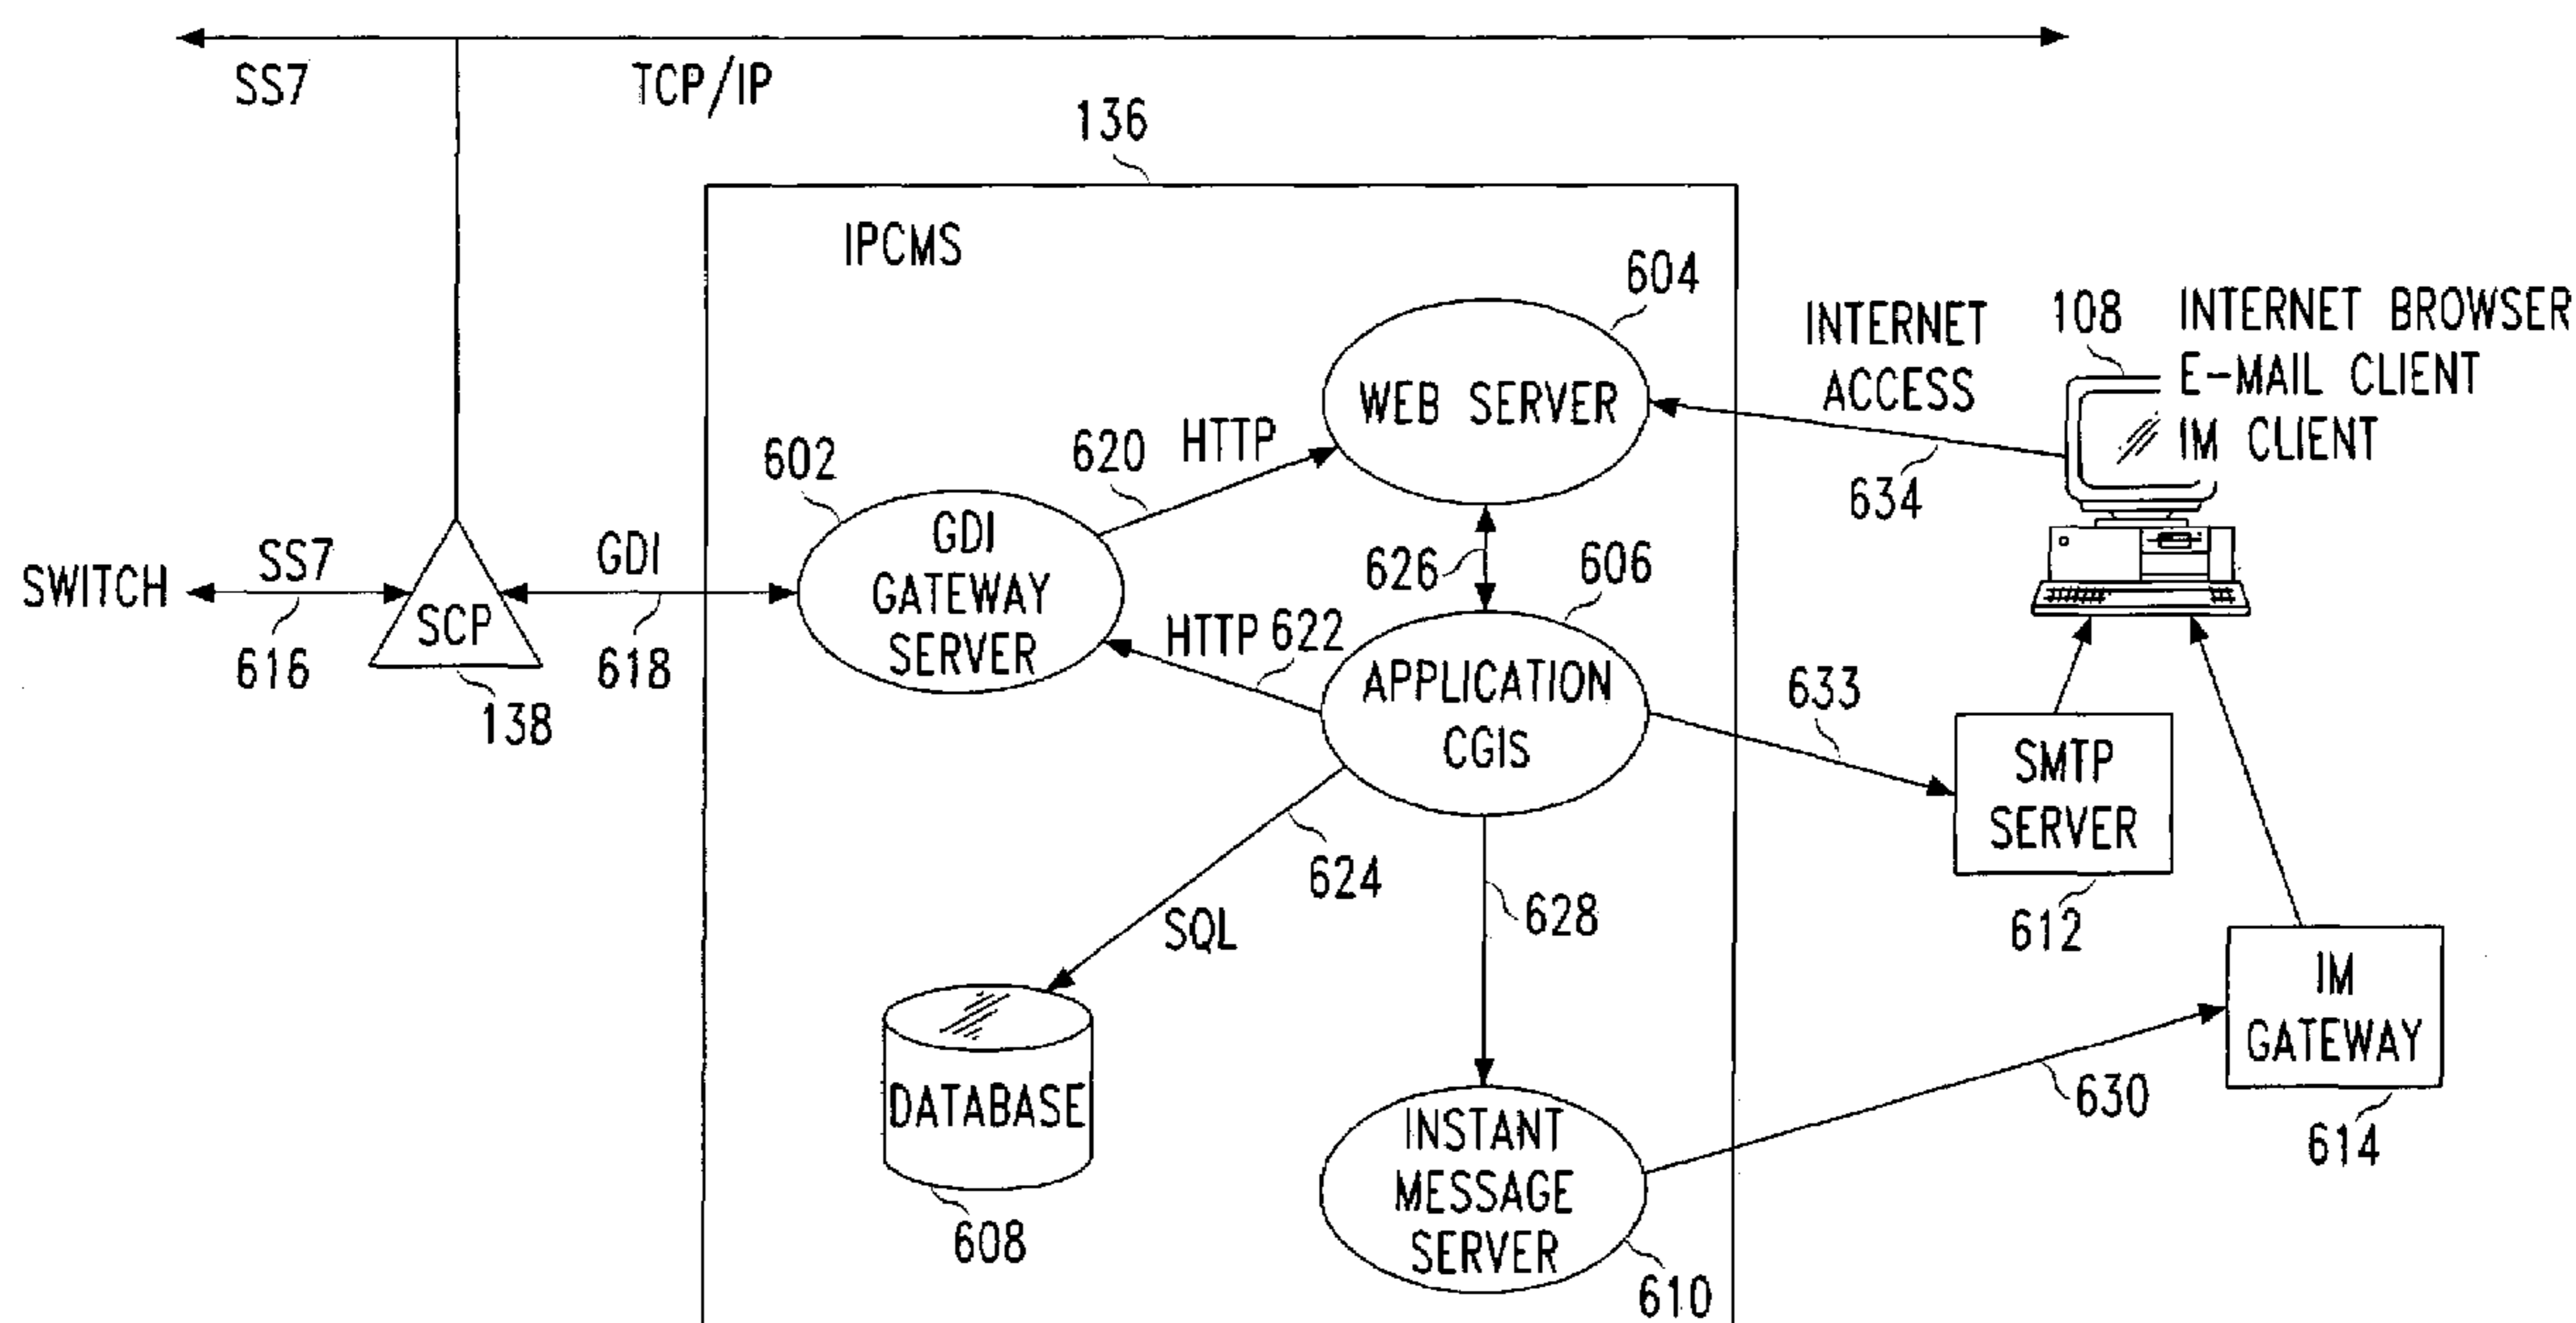 SS7
TCP/IP
136
IPCMS
604
WEB SERVER
INTERNET
ACCESS
634
108
INTERNET BROWSER
E-MAIL CLIENT
IM CLIENT
602
620
HTTP
GDI
GATEWAY
SERVER
SWITCH
SS7
616
SCP
138
GDI
618
626
606
HTTP
622
APPLICATION
CGIS
633
SMTP
SERVER
612
624
SQL
628
DATABASE
608
INSTANT
MESSAGE
SERVER
610
630
IM
GATEWAY
614